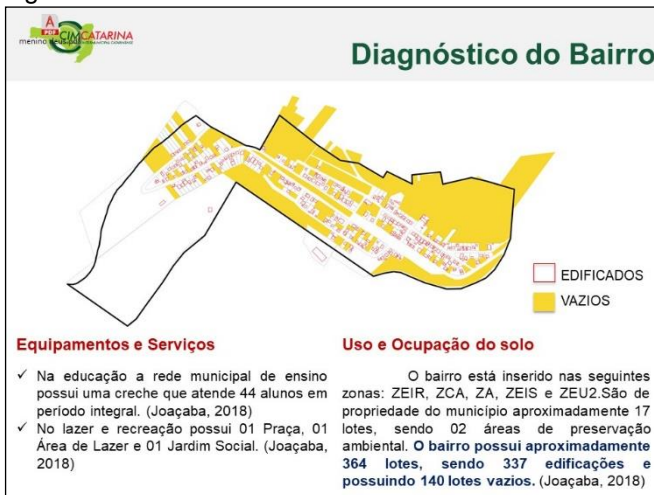 A
PDF
CIMCATARINA
Diagnóstico do Bairro
EDIFICADOS
VAZIOS
Equipamentos e Serviços
✓ Na educação a rede municipal de ensino
possui uma creche que atende 44 alunos em
período integral. (Joaçaba, 2018)
✓ No lazer e recreação possui 01 Praça, 01
Área de Lazer e 01 Jardim Social. (Joaçaba,
2018)
Uso e Ocupação do solo
O bairro está inserido nas seguintes
zonas: ZEIR, ZCA, ZA, ZEIS e ZEU2.São de
propriedade do município aproximadamente 17
lotes, sendo 02 áreas de preservação
ambiental. O bairro possui aproximadamente
364 lotes, sendo 337 edificações e
possuindo 140 lotes vazios. (Joaçaba, 2018)